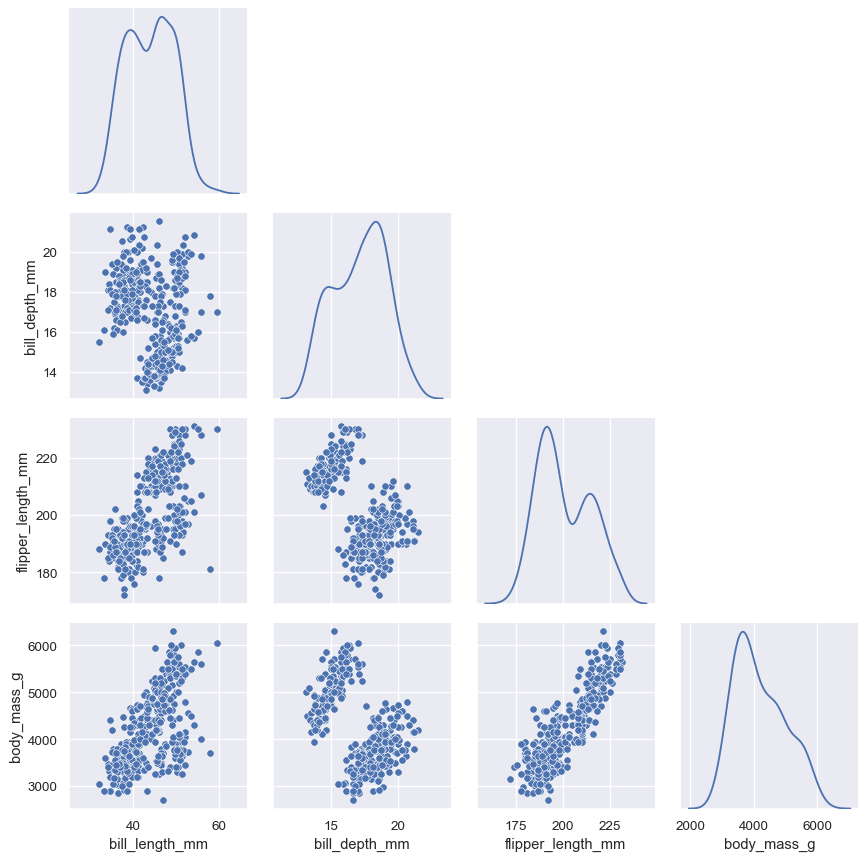 bill_depth_mm
20
18
16
14
flipper_length_mm
220
200
180
body_mass_g
6000
5000
4000
3000
40 60
bill_length_mm
15 20
bill_depth_mm
175 200 225
flipper_length_mm
2000 4000 6000
body_mass_g